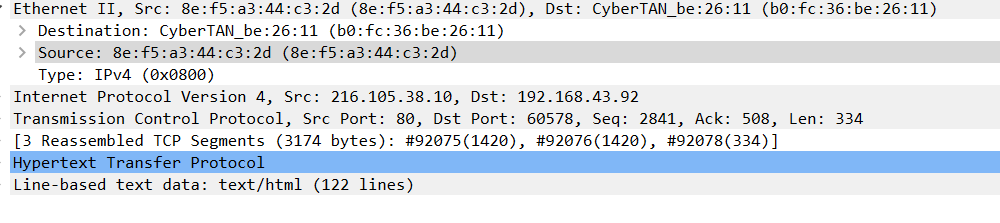 Ethernet II, Src: 8e:f5:a3:44:c3:2d (8e:f5:a3:44:c3:2d), Dst: CyberTAN_be:26:11 (b0:fc:36:be:26:11)
Destination: CyberTAN_be:26:11 (b0:fc:36:be:26:11)
Source: 8e:f5:a3:44:c3:2d (8e:f5:a3:44:c3:2d)
Type: IPv4 (0x0800)
Internet Protocol Version 4, Src: 216.105.38.10, Dst: 192.168.43.92
Transmission Control Protocol, Src Port: 80, Dst Port: 60578, Seq: 2841, Ack: 508, Len: 334
[3 Reassembled TCP Segments (3174 bytes): #92075(1420), #92076(1420), #92078(334)]
Hypertext Transfer Protocol
Line-based text data: text/html (122 lines)